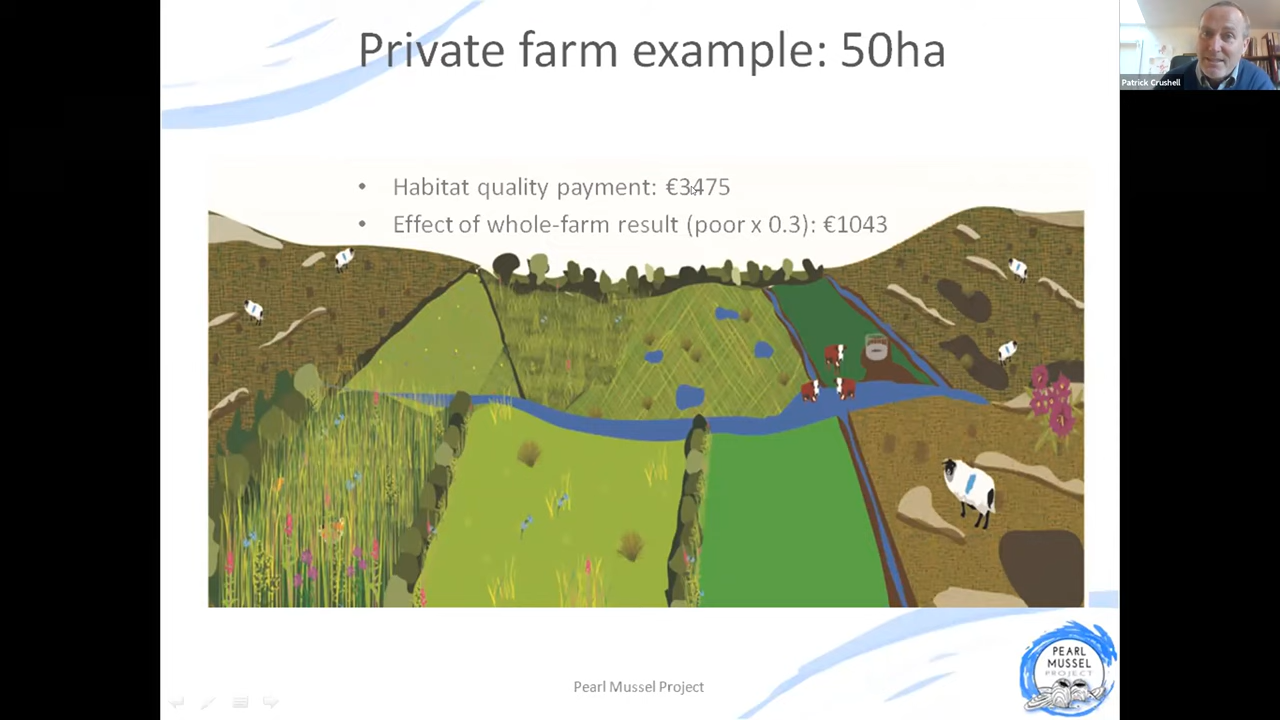 Private farm example: 50ha
Patrick Crushell
• Habitat quality payment: €3475
• Effect of whole-farm result (poor x 0.3): €1043
Pearl Mussel Project
PEARL
MUSSEL
PROJECT